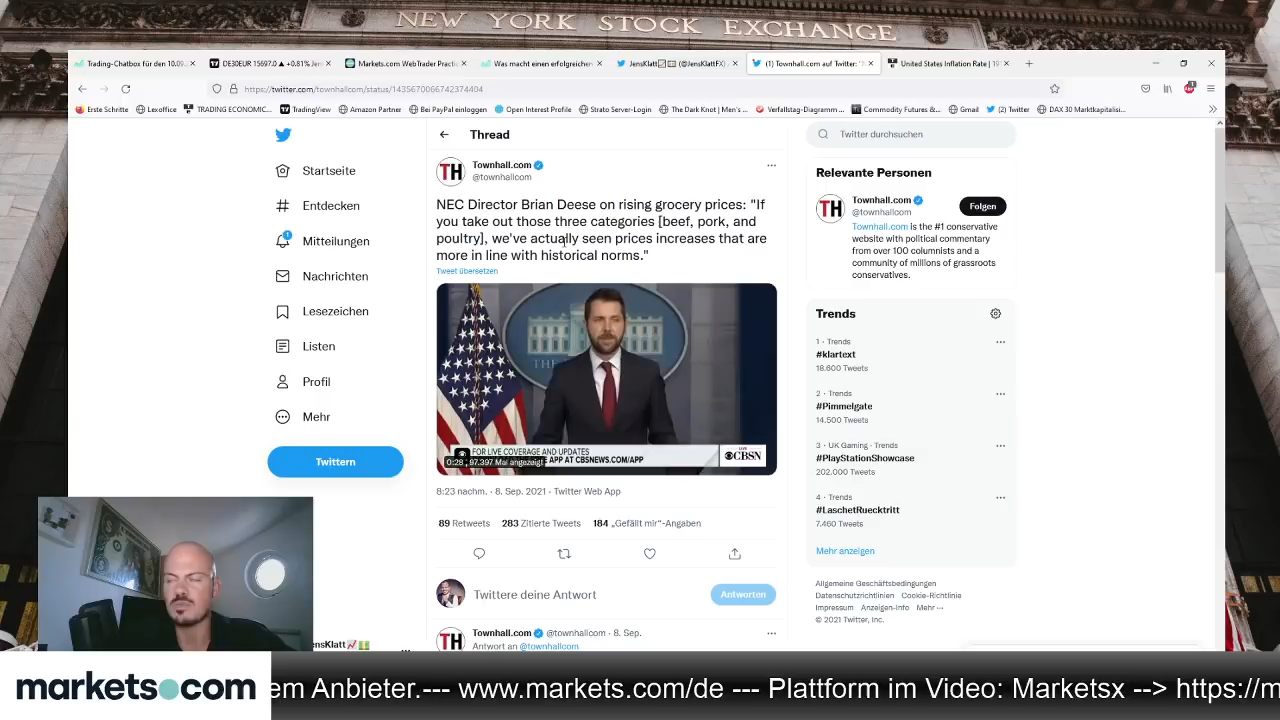 NEW YORK STOCK EXCHANGE
Trading-Chatbox für den 10.09.
DE30EUR 15697.0 ▲ +0.81%
Markets.com WebTrader Practic
Was macht einen erfolgreichen
JensKlatt (@JensKlattFX)
(1) Townhall.com auf Twitter: "N
United States Inflation Rate | 19
https://twitter.com/townhallcom/status/1435670066742374404
Erste Schritte
Lexoffice
TRADING ECONOMIC...
TradingView
Amazon Partner
Bei PayPal einloggen
Open Interest Profile
Strato Server-Login
The Dark Knot | Men's ...
Verfallstag-Diagramm ...
Commodity Futures &...
Gmail
(2) Twitter
DAX 30 Marktkapitalisi...
Startseite
Entdecken
1
Mitteilungen
Nachrichten
Lesezeichen
Listen
Profil
Mehr
Twittern
Thread
TH
Townhall.com
@townhallcom
NEC Director Brian Deese on rising grocery prices: "If
you take out those three categories [beef, pork, and
poultry], we've actually seen prices increases that are
more in line with historical norms."
Tweet übersetzen
THE
FOR LIVE COVERAGE AND UPDATES
APP AT CBSNEWS.COM/APP
LIVE
CBSN
0:28 97.397 Mal angezeigt
8:23 nachm. · 8. Sep. 2021 · Twitter Web App
89 Retweets 283 Zitierte Tweets 184 „Gefällt mir“-Angaben
Twittere deine Antwort
Antworten
TH
Townhall.com @townhallcom · 8. Sep.
Antwort an @townhallcom
Twitter durchsuchen
Relevante Personen
TH
Townhall.com
@townhallcom
Folgen
Townhall.com is the #1 conservative
website with political commentary
from over 100 columnists and a
community of millions of grassroots
conservatives.
Trends
1 · Trends
#klartext
18.600 Tweets
2 · Trends
#Pimmelgate
14.500 Tweets
3 · UK Gaming · Trends
#PlayStationShowcase
202.000 Tweets
4 · Trends
#LaschetRuecktritt
7.460 Tweets
Mehr anzeigen
Allgemeine Geschäftsbedingungen
Datenschutzrichtlinien Cookie-Richtlinie
Impressum Anzeigen-Info Mehr ···
© 2021 Twitter, Inc.
JensKlatt
markets.com
em Anbieter.--- www.markets.com/de --- Plattform im Video: Marketsx --> https://m